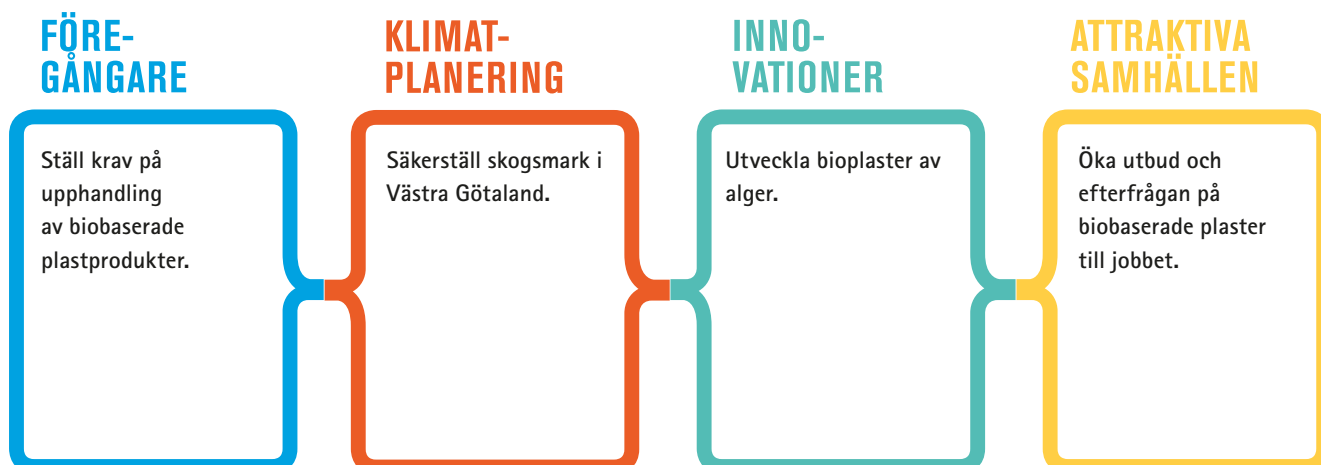 FÖRE-
GÅNGARE
Ställ krav på
upphandling
av biobaserade
plastprodukter.
KLIMAT-
PLANERING
Säkerställ skogsmark i
Västra Götaland.
INNO-
VATIONER
Utveckla bioplaster av
alger.
ATTRAKTIVA
SAMHÄLLEN
Öka utbud och
efterfrågan på
biobaserade plaster
till jobbet.